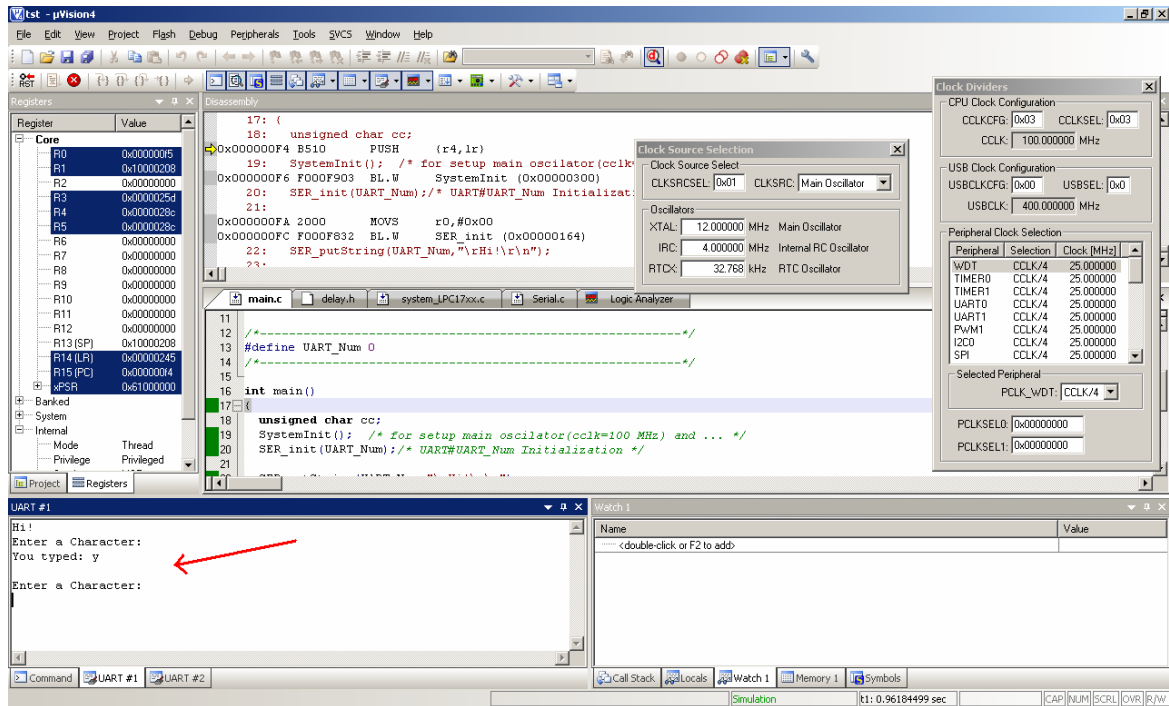 tst - µVision4
File Edit View Project Flash Debug Peripherals Tools SVCS Window Help
RST
Registers
Register Value
Core
R0 0x000000f5
R1 0x10000208
R2 0x00000000
R3 0x0000025d
R4 0x0000028c
R5 0x0000028c
R6 0x00000000
R7 0x00000000
R8 0x00000000
R9 0x00000000
R10 0x00000000
R11 0x00000000
R12 0x00000000
R13 (SP) 0x10000208
R14 (LR) 0x00000245
R15 (PC) 0x000000f4
xPSR 0x61000000
Banked
System
Internal
Mode Thread
Privilege Privileged
Project Registers
Disassembly
17: {
18: unsigned char cc;
0x000000F4 B510 PUSH {r4,lr}
19: SystemInit(); /* for setup main oscilator(cclk
0x000000F6 F000F903 BL.W SystemInit (0x00000300)
20: SER_init(UART_Num);/* UART#UART_Num Initializat
21:
0x000000FA 2000 MOVS r0,#0x00
0x000000FC F000F832 BL.W SER_init (0x00000164)
22: SER_putString(UART_Num,"\rHi!\r\n");
23:
Clock Source Selection
Clock Source Select
CLKSRCSEL: 0x01 CLKSRC: Main Oscillator
Oscillators
XTAL: 12.000000 MHz Main Oscillator
IRC: 4.000000 MHz Internal RC Oscillator
RTCX: 32.768 kHz RTC Oscillator
Clock Dividers
CPU Clock Configuration
CCLKCFG: 0x03 CCLKSEL: 0x03
CCLK: 100.000000 MHz
USB Clock Configuration
USBCLKCFG: 0x00 USBSEL: 0x0
USBCLK: 400.000000 MHz
Peripheral Clock Selection
Peripheral Selection Clock [MHz]
WDT CCLK/4 25.000000
TIMER0 CCLK/4 25.000000
TIMER1 CCLK/4 25.000000
UART0 CCLK/4 25.000000
UART1 CCLK/4 25.000000
PWM1 CCLK/4 25.000000
I2C0 CCLK/4 25.000000
SPI CCLK/4 25.000000
Selected Peripheral
PCLK_WDT: CCLK/4
PCLKSEL0: 0x00000000
PCLKSEL1: 0x00000000
main.c delay.h system_LPC17xx.c Serial.c Logic Analyzer
11
12 /*----------------------------------------------------*/
13 #define UART_Num 0
14 /*----------------------------------------------------*/
15
16 int main()
17 {
18 unsigned char cc;
19 SystemInit(); /* for setup main oscilator(cclk=100 MHz) and ... */
20 SER_init(UART_Num);/* UART#UART_Num Initialization */
21
UART #1
Hi!
Enter a Character:
You typed: y
Enter a Character:
Command UART #1 UART #2
Watch 1
Name Value
<double-click or F2 to add>
Call Stack Locals Watch 1 Memory 1 Symbols
Simulation t1: 0.96184499 sec CAP NUM SCRL OVR R/W